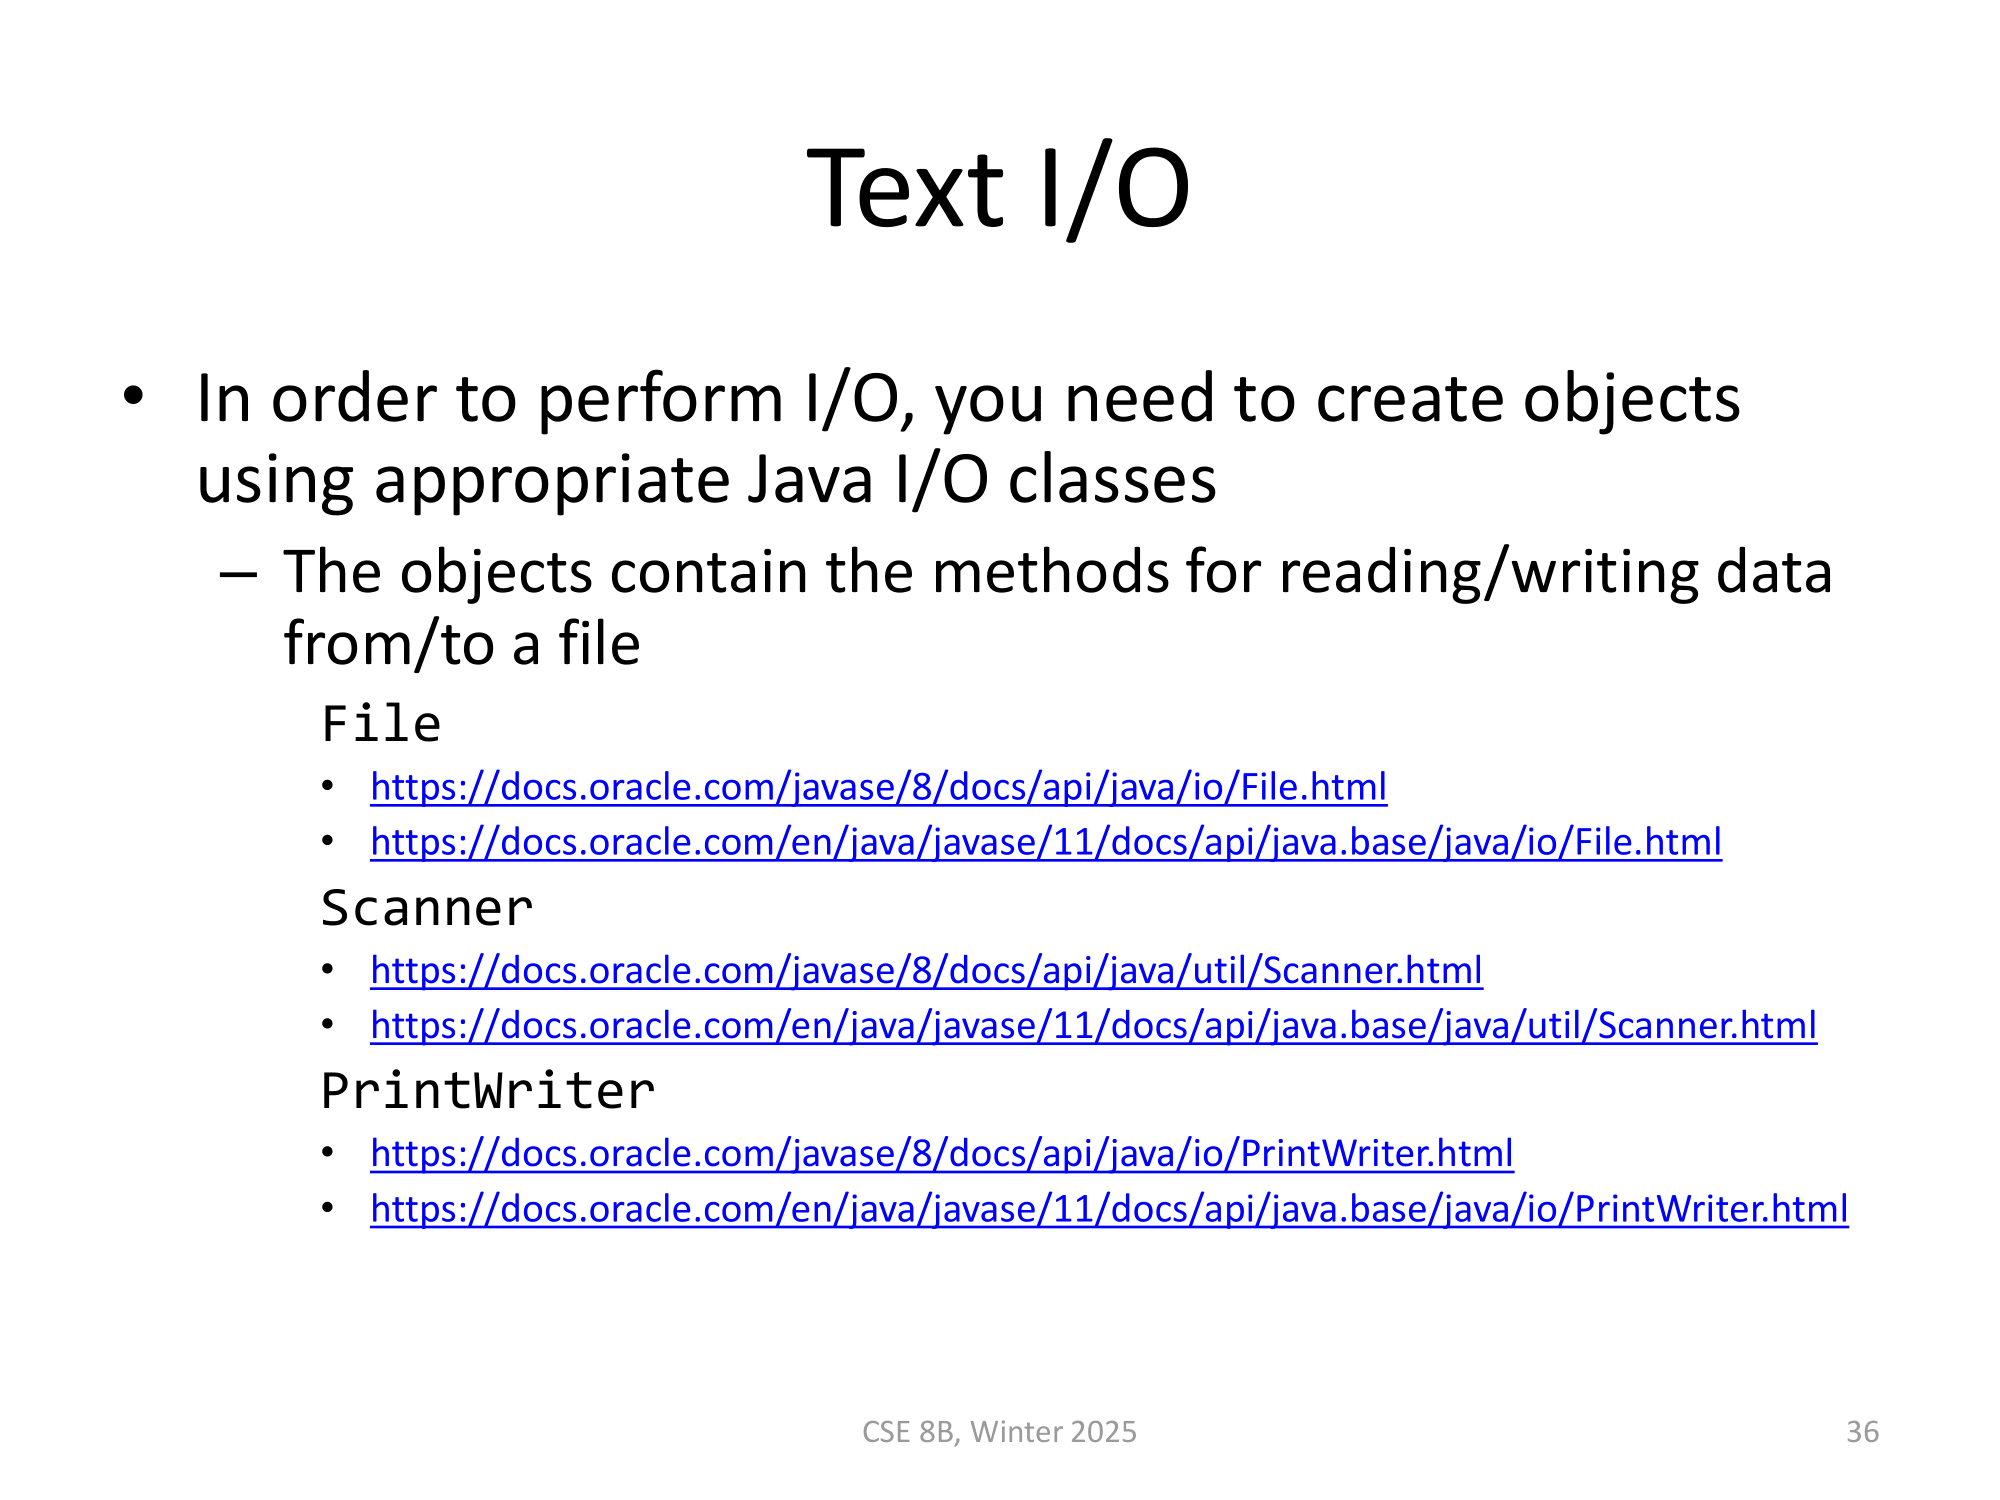 Text I/O
• In order to perform I/O, you need to create objects
using appropriate Java I/O classes
– The objects contain the methods for reading/writing data
from/to a file
File
• https://docs.oracle.com/javase/8/docs/api/java/io/File.html
• https://docs.oracle.com/en/java/javase/11/docs/api/java.base/java/io/File.html
Scanner
• https://docs.oracle.com/javase/8/docs/api/java/util/Scanner.html
• https://docs.oracle.com/en/java/javase/11/docs/api/java.base/java/util/Scanner.html
PrintWriter
• https://docs.oracle.com/javase/8/docs/api/java/io/PrintWriter.html
• https://docs.oracle.com/en/java/javase/11/docs/api/java.base/java/io/PrintWriter.html
CSE 8B, Winter 2025
36